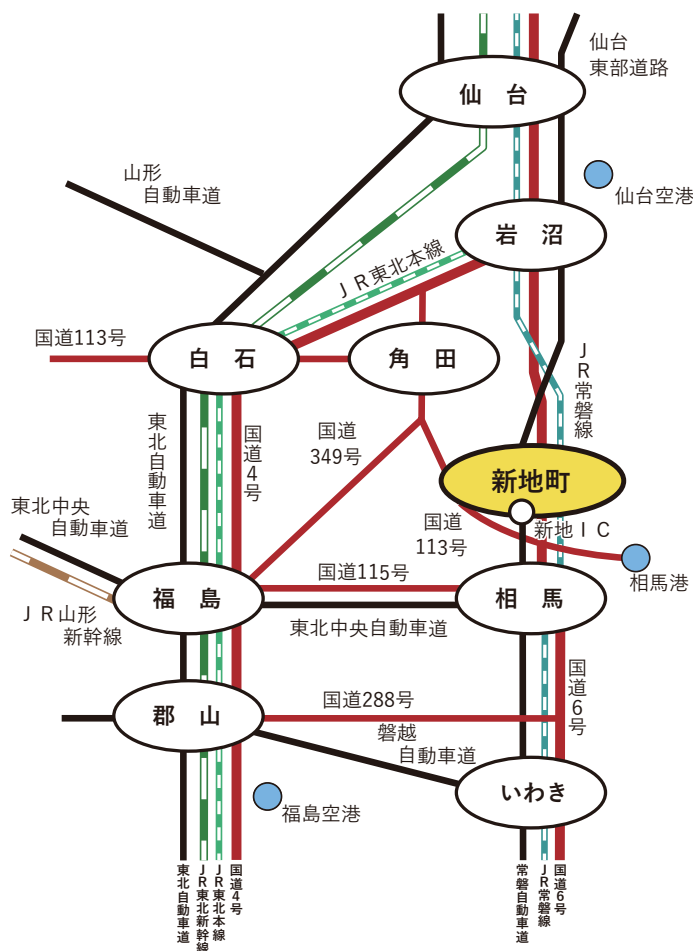 仙台
東部道路
仙 台
山形
自動車道
仙台空港
岩 沼
ＪＲ東北本線
国道113号
白 石
角 田
ＪＲ常磐線
東北自動車道
国道4号
国道
349号
新地町
東北中央
自動車道
国道
113号
新地ＩＣ
国道115号
相馬港
福 島
相 馬
ＪＲ山形
新幹線
東北中央自動車道
国道6号
国道288号
郡 山
磐越
自動車道
いわき
福島空港
東北自動車道
ＪＲ東北新幹線
ＪＲ東北本線
国道4号
常磐自動車道
ＪＲ常磐線
国道6号